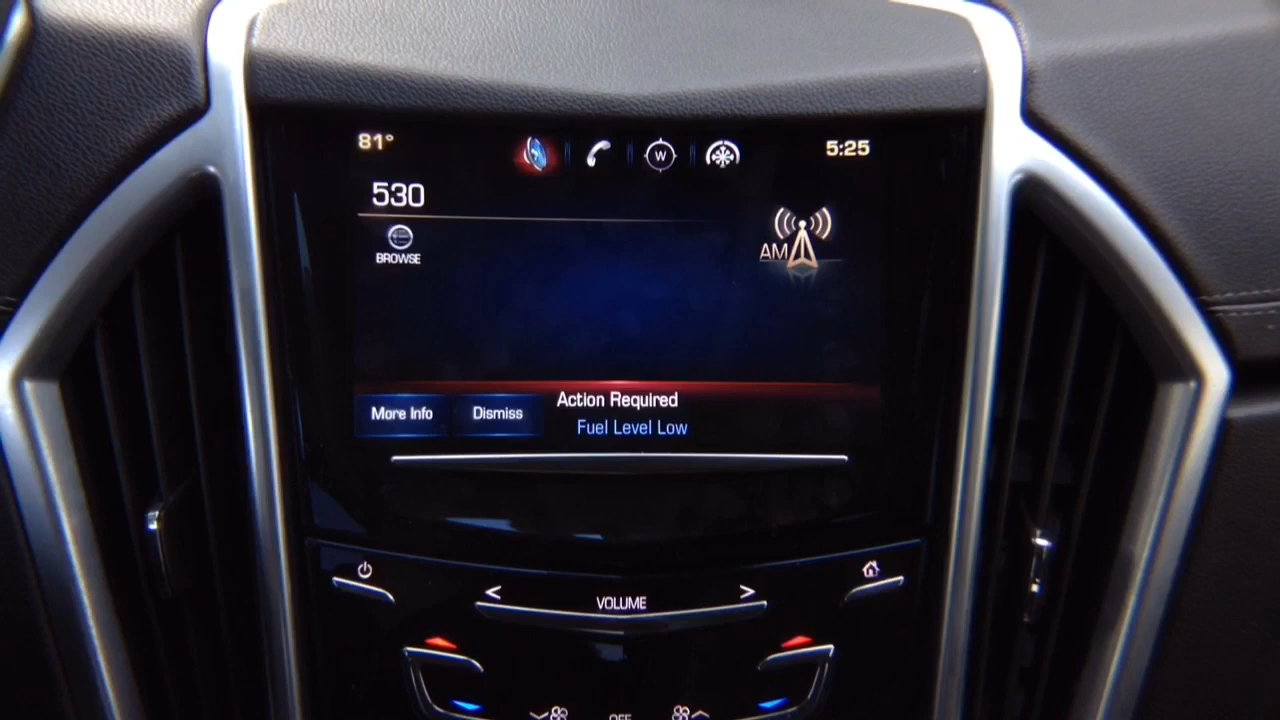 81° W 5:25
530
AM
BROWSE
Action Required
More Info Dismiss
Fuel Level Low
< >
VOLUME
OFF